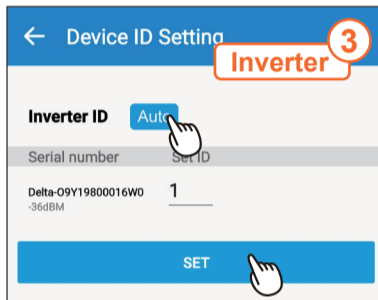 ← Device ID Setting
3
Inverter
Inverter ID Auto
Serial number Set ID
Delta-O9Y19800016W0 1
-36dBM
SET